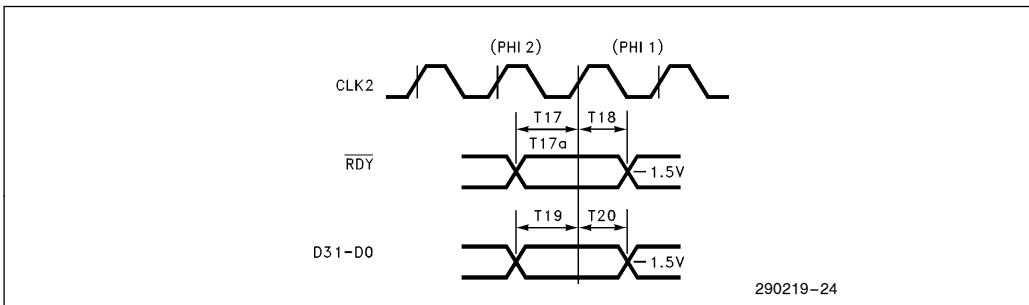 (PHI 2) (PHI 1)
CLK2
T17 T18
T17a
RDY
1.5V
T19 T20
D31-D0
1.5V
290219-24